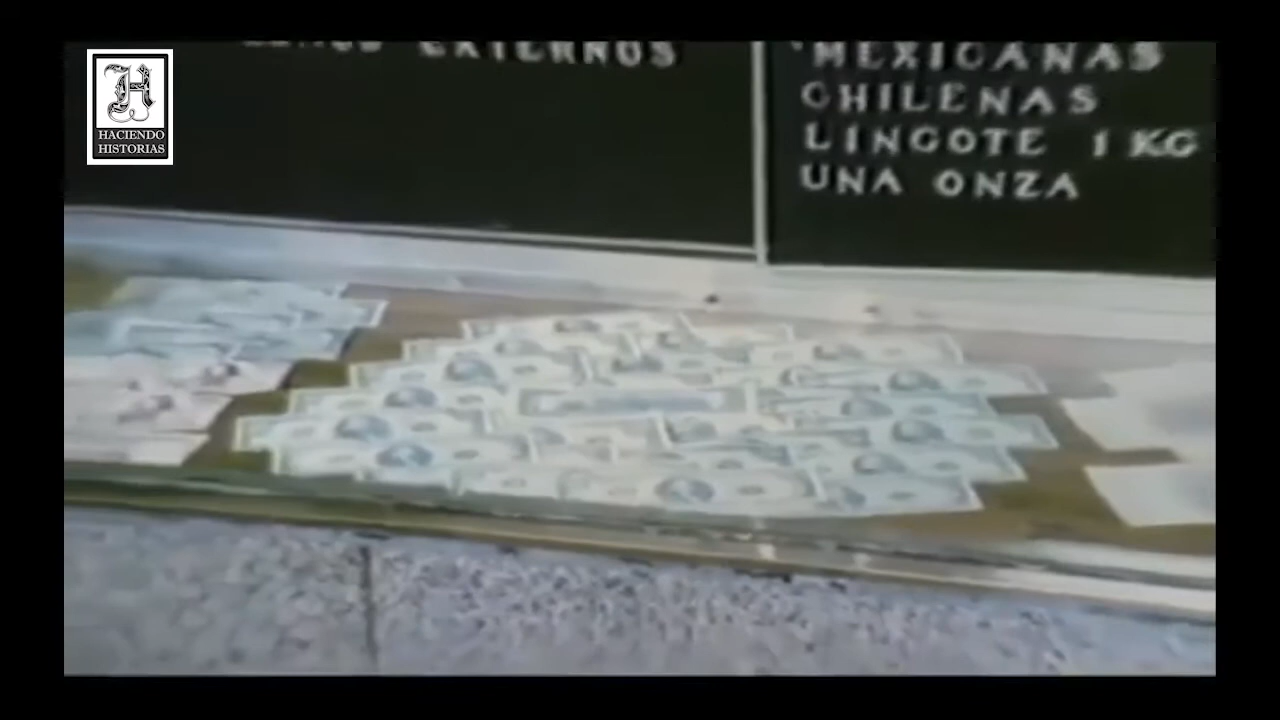 HACIENDO
HISTORIAS
EXTERNOS
MEXICANAS
CHILENAS
LINGOTE 1 KG
UNA ONZA